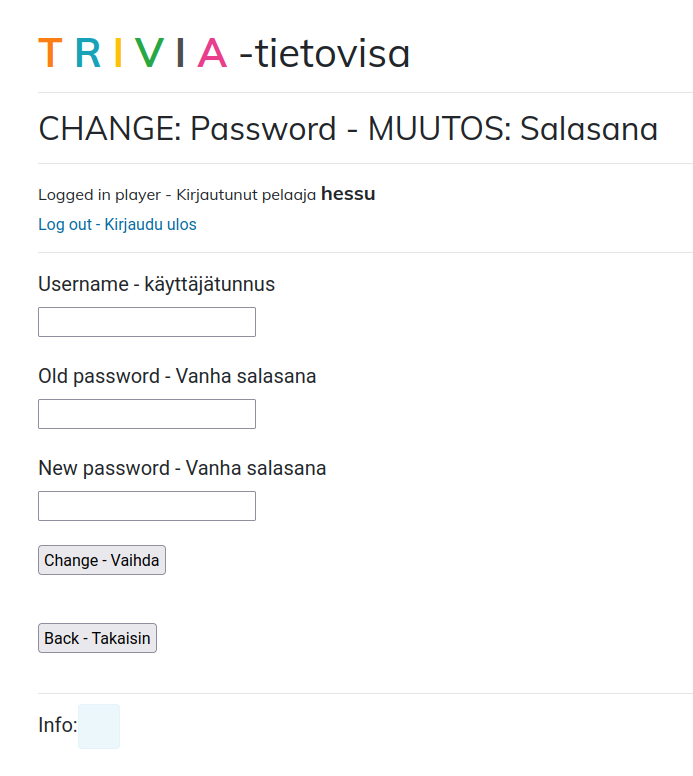 TRIVIA -tietovisa
CHANGE: Password - MUUTOS: Salasana
Logged in player - Kirjautunut pelaaja hessu
Log out - Kirjaudu ulos
Username - käyttäjätunnus
Old password - Vanha salasana
New password - Vanha salasana
Change - Vaihda
Back - Takaisin
Info: